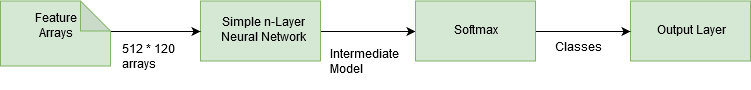 Feature
Arrays
512 * 120
arrays
Simple n-Layer
Neural Network
Intermediate
Model
Softmax
Classes
Output Layer